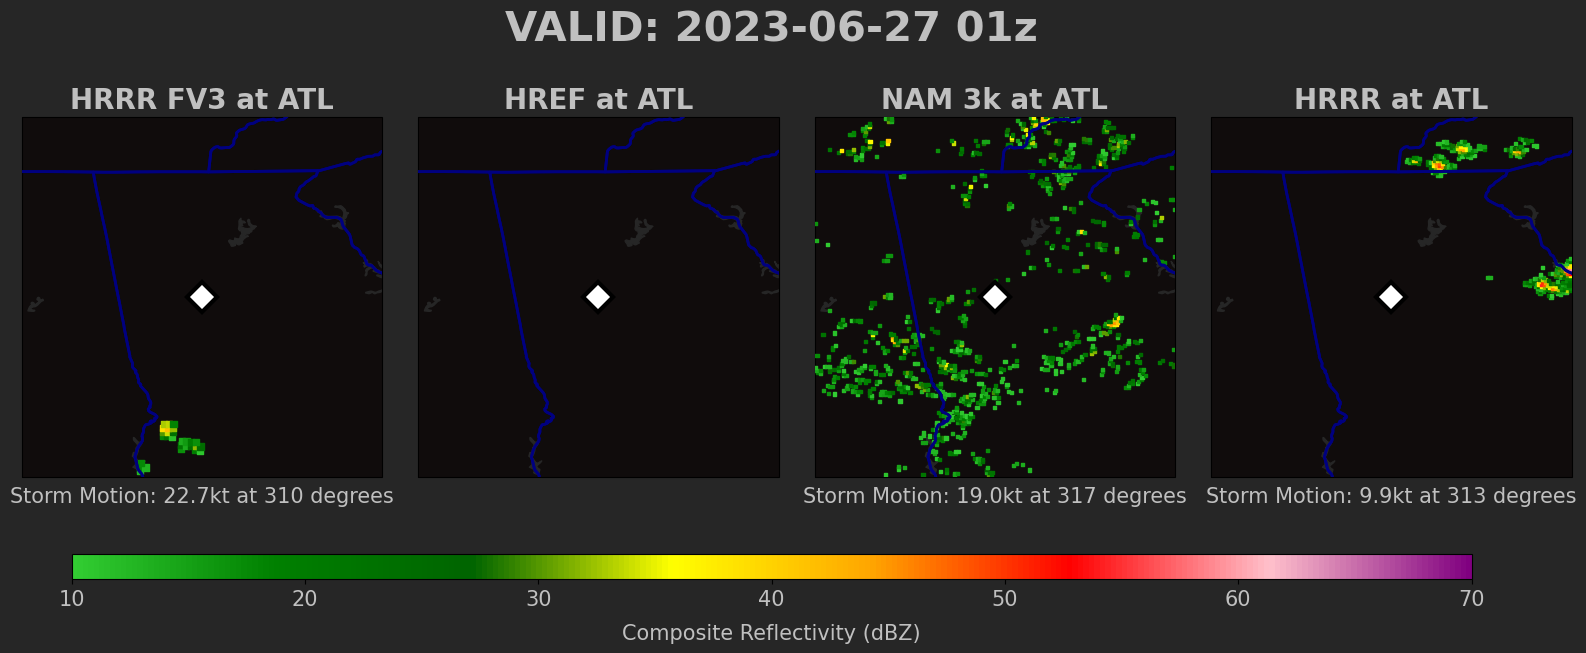 VALID: 2023-06-27 01z
HRRR FV3 at ATL
HREF at ATL
NAM 3k at ATL
HRRR at ATL
Storm Motion: 22.7kt at 310 degrees
Storm Motion: 19.0kt at 317 degrees
Storm Motion: 9.9kt at 313 degrees
10 20 30 40 50 60 70
Composite Reflectivity (dBZ)